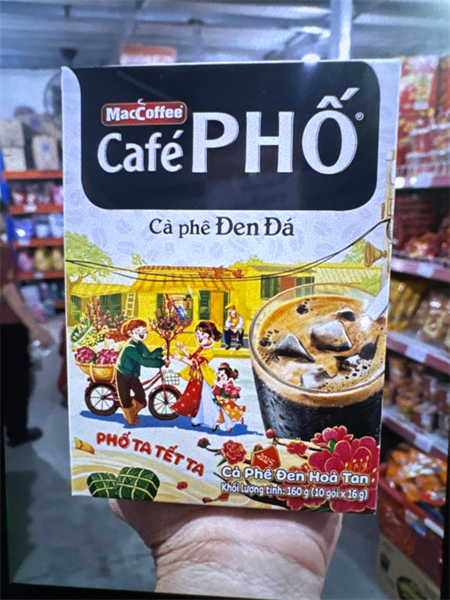 MacCoffee®
Café PHỐ®
Cà phê Đen Đá
PHỐ TA TẾT TA
Cà Phê Đen Hoà Tan
Khối lượng tịnh: 160 g (10 gói x 16 g)